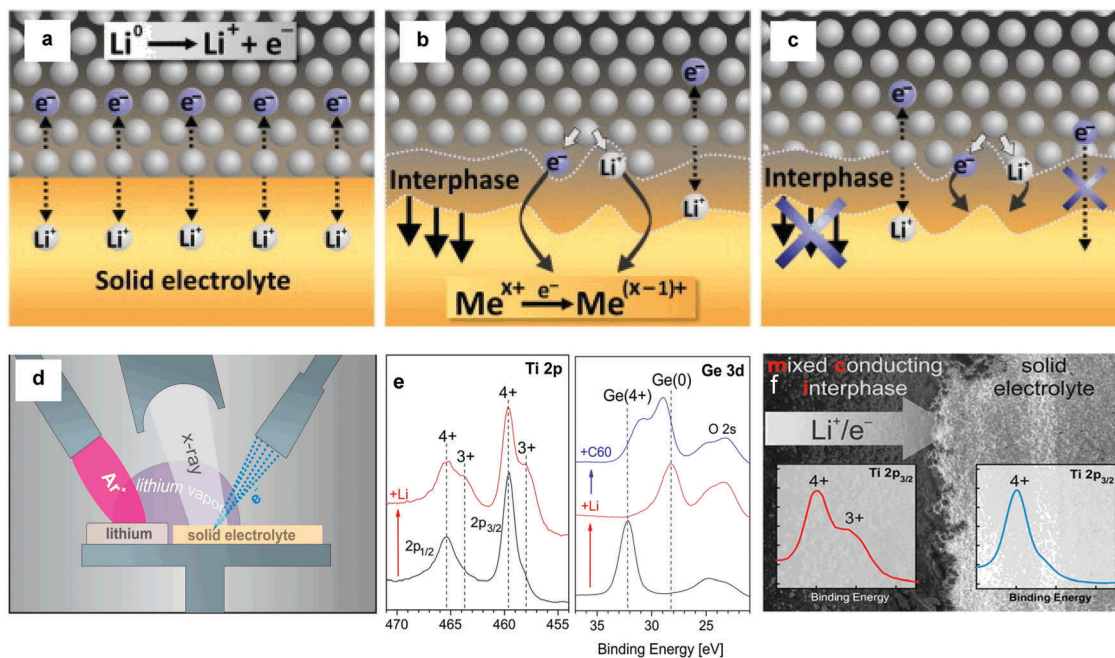 a
Li⁰ → Li⁺ + e⁻
e⁻ e⁻ e⁻ e⁻ e⁻
Li⁺ Li⁺ Li⁺ Li⁺ Li⁺
Solid electrolyte
b
e⁻
e⁻ Li⁺
Interphase
Li⁺
Meˣ⁺ e⁻→ Me⁽ˣ⁻¹⁾⁺
c
e⁻
e⁻
e⁻ Li⁺
Interphase
Li⁺
d
x-ray
Ar⁺
lithium vapor
e⁻
lithium
solid electrolyte
e
Ti 2p
4+
4+
3+
3+
+Li
2p3/2
2p1/2
470 465 460 455
Ge 3d
Ge(0)
Ge(4+)
O 2s
+C60
+Li
35 31 27 23
Binding Energy [eV]
f
mixed conducting
interphase
solid
electrolyte
Li⁺/e⁻
Ti 2p3/2
4+
3+
Binding Energy
Ti 2p3/2
4+
Binding Energy